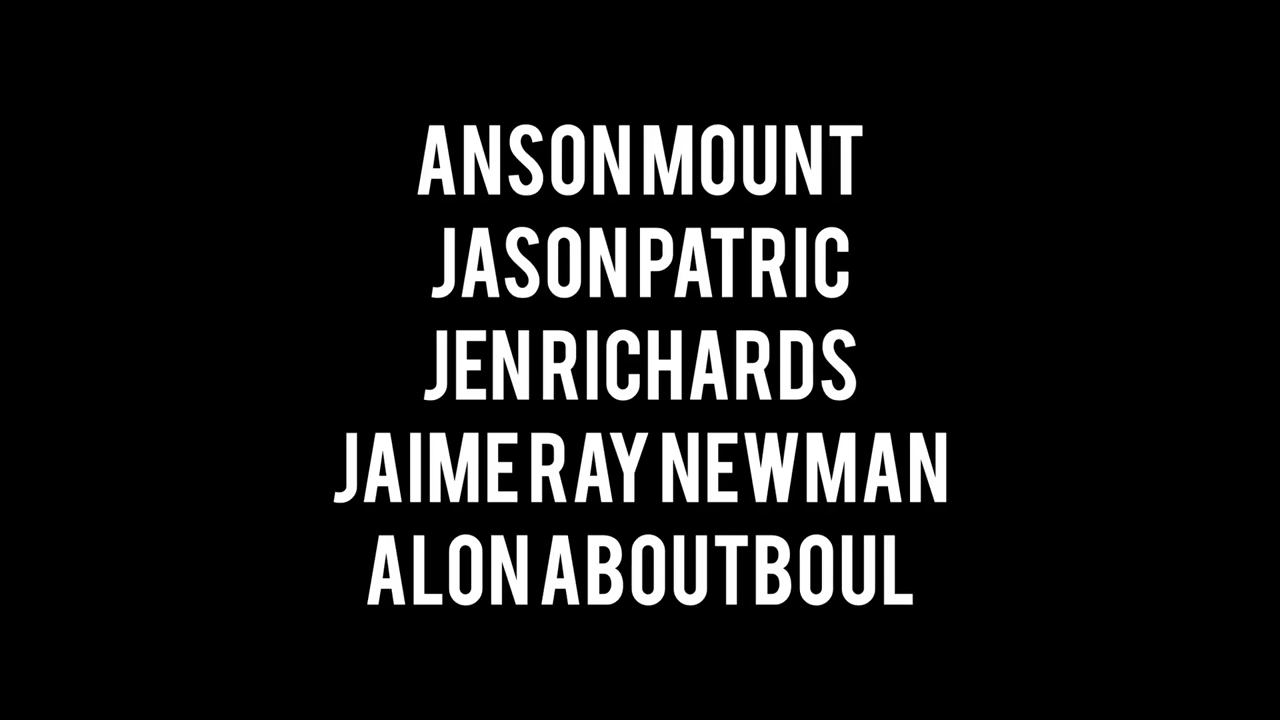 ANSON MOUNT
JASON PATRIC
JEN RICHARDS
JAIME RAY NEWMAN
ALON ABOUTBOUL